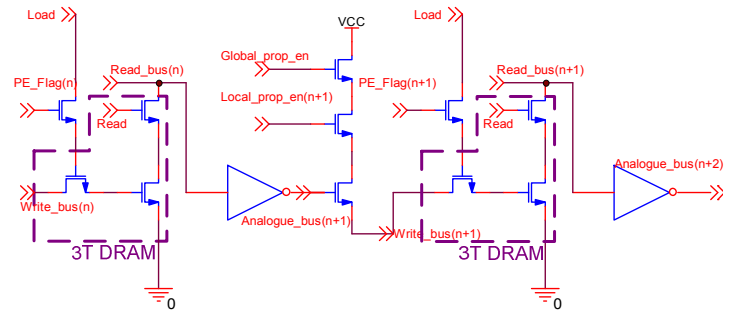 Load
VCC
Load
Global_prop_en
PE_Flag(n)
Read_bus(n)
PE_Flag(n+1)
Read_bus(n+1)
Local_prop_en(n+1)
Read
Read
Analogue_bus(n+2)
Write_bus(n)
Analogue_bus(n+1)
Write_bus(n+1)
3T DRAM
3T DRAM
0
0